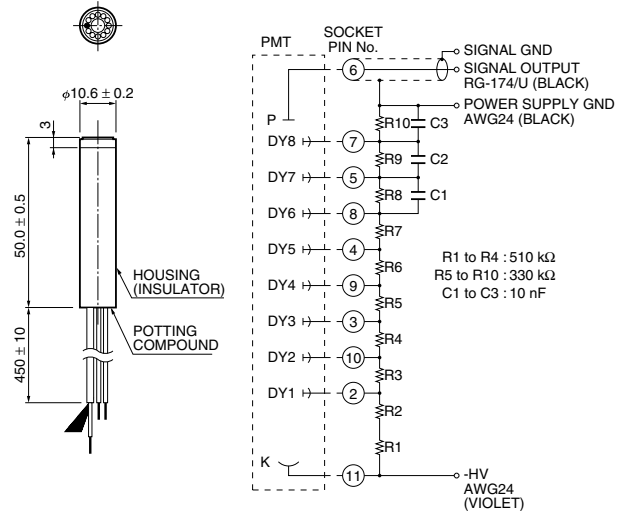 φ10.6 ± 0.2
3
50.0 ± 0.5
450 ± 10
HOUSING
(INSULATOR)
POTTING
COMPOUND
PMT
SOCKET
PIN No.
SIGNAL GND
6
SIGNAL OUTPUT
RG-174/U (BLACK)
POWER SUPPLY GND
AWG24 (BLACK)
P
R10
C3
DY8
7
R9
C2
DY7
5
R8
C1
DY6
8
R7
DY5
4
R6
DY4
9
R5
DY3
3
R4
DY2
10
R3
DY1
2
R2
R1
K
11
-HV
AWG24
(VIOLET)
R1 to R4 : 510 kΩ
R5 to R10 : 330 kΩ
C1 to C3 : 10 nF